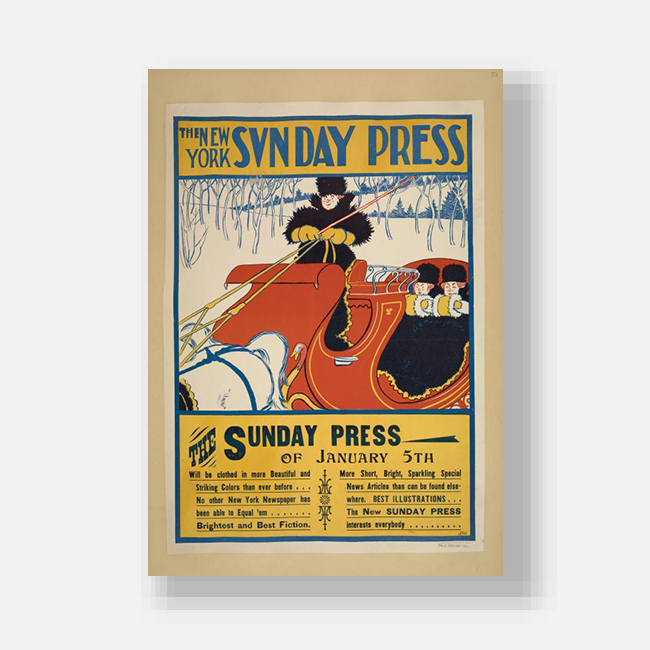 THE NEW
YORK
SVNDAY PRESS
THE SUNDAY PRESS
OF JANUARY 5TH
Will be clothed in more Beautiful and
Striking Colors than ever before . . .
No other New York Newspaper has
been able to Equal 'em . . . . . . . .
Brightest and Best Fiction.
More Short, Bright, Sparkling Special
News Articles than can be found else-
where. BEST ILLUSTRATIONS . . .
The New SUNDAY PRESS
interests everybody . . . . . . . . . .